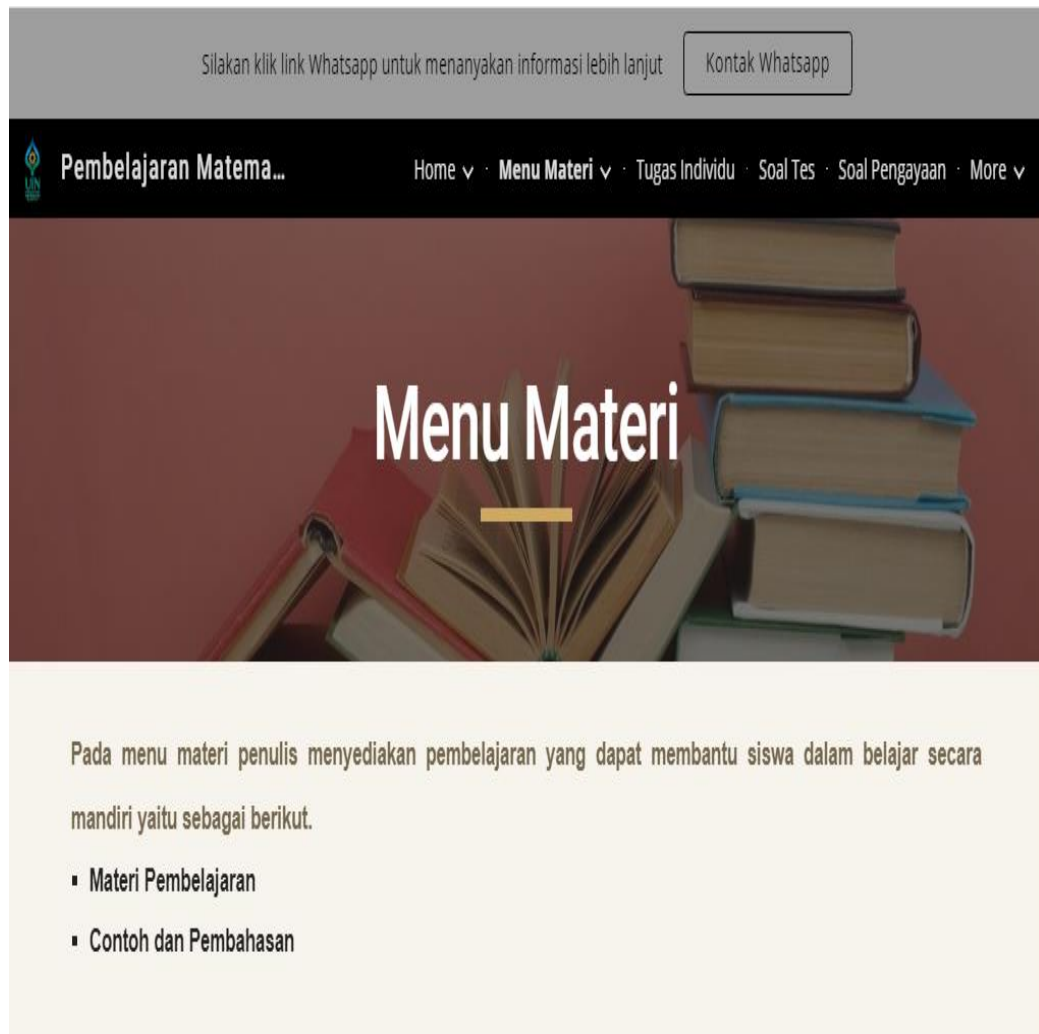 Silakan klik link Whatsapp untuk menanyakan informasi lebih lanjut
Kontak Whatsapp
UIN
Pembelajaran Matema...
Home · Menu Materi · Tugas Individu · Soal Tes · Soal Pengayaan · More
Menu Materi
Pada menu materi penulis menyediakan pembelajaran yang dapat membantu siswa dalam belajar secara
mandiri yaitu sebagai berikut.
▪ Materi Pembelajaran
▪ Contoh dan Pembahasan